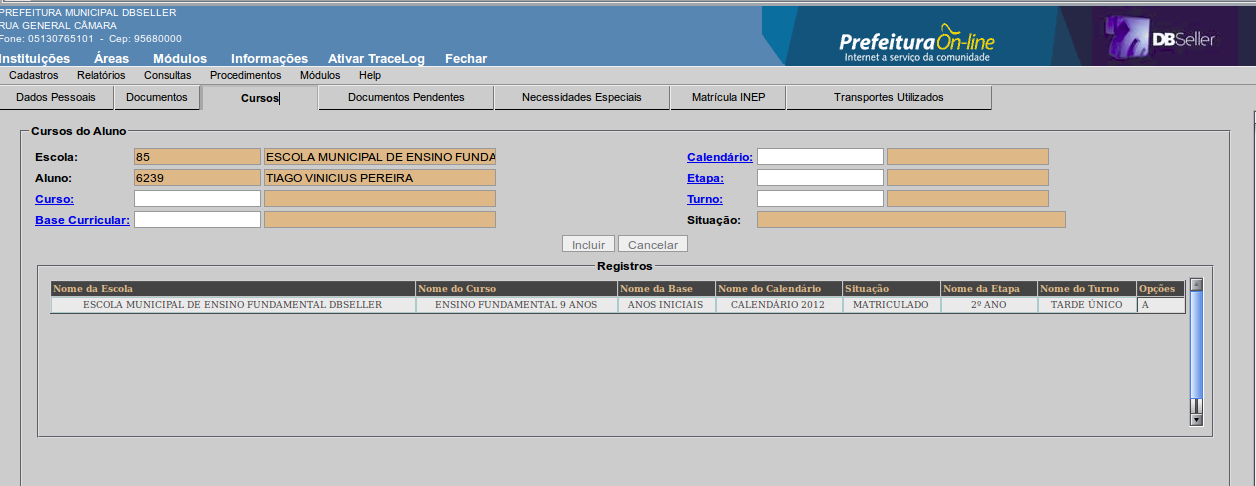 PREFEITURA MUNICIPAL DBSELLER
RUA GENERAL CÂMARA
Fone: 05130765101 - Cep: 95680000
Prefeitura On-line
Internet a serviço da comunidade
DBSeller
Instituições Áreas Módulos Informações Ativar TraceLog Fechar
Cadastros Relatórios Consultas Procedimentos Módulos Help
Dados Pessoais Documentos Cursos Documentos Pendentes Necessidades Especiais Matrícula INEP Transportes Utilizados
Cursos do Aluno
Escola: 85 ESCOLA MUNICIPAL DE ENSINO FUNDA Calendário:
Aluno: 6239 TIAGO VINICIUS PEREIRA Etapa:
Curso: Turno:
Base Curricular: Situação:
Incluir Cancelar
Registros
Nome da Escola Nome do Curso Nome da Base Nome do Calendário Situação Nome da Etapa Nome do Turno Opções
ESCOLA MUNICIPAL DE ENSINO FUNDAMENTAL DBSELLER ENSINO FUNDAMENTAL 9 ANOS ANOS INICIAIS CALENDÁRIO 2012 MATRICULADO 2º ANO TARDE ÚNICO A